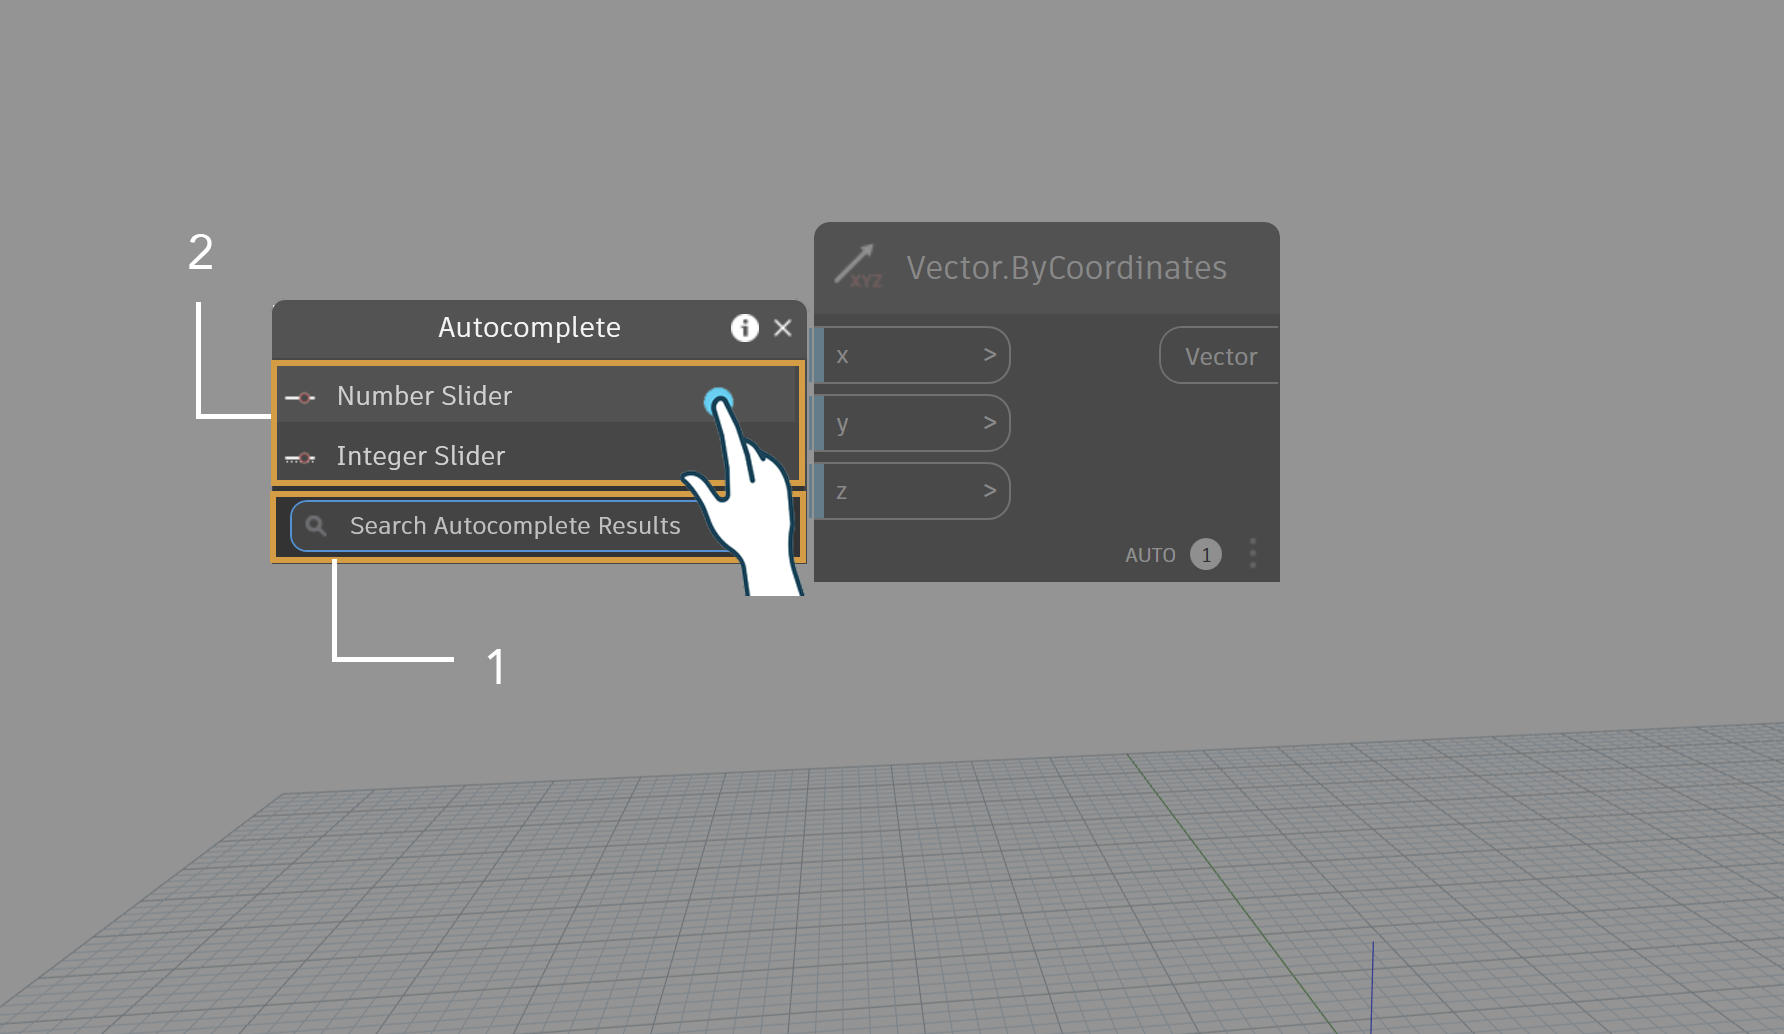 2
Autocomplete
Number Slider
Integer Slider
Search Autocomplete Results
1
XYZ
Vector.ByCoordinates
x >
y >
z >
Vector
AUTO 1